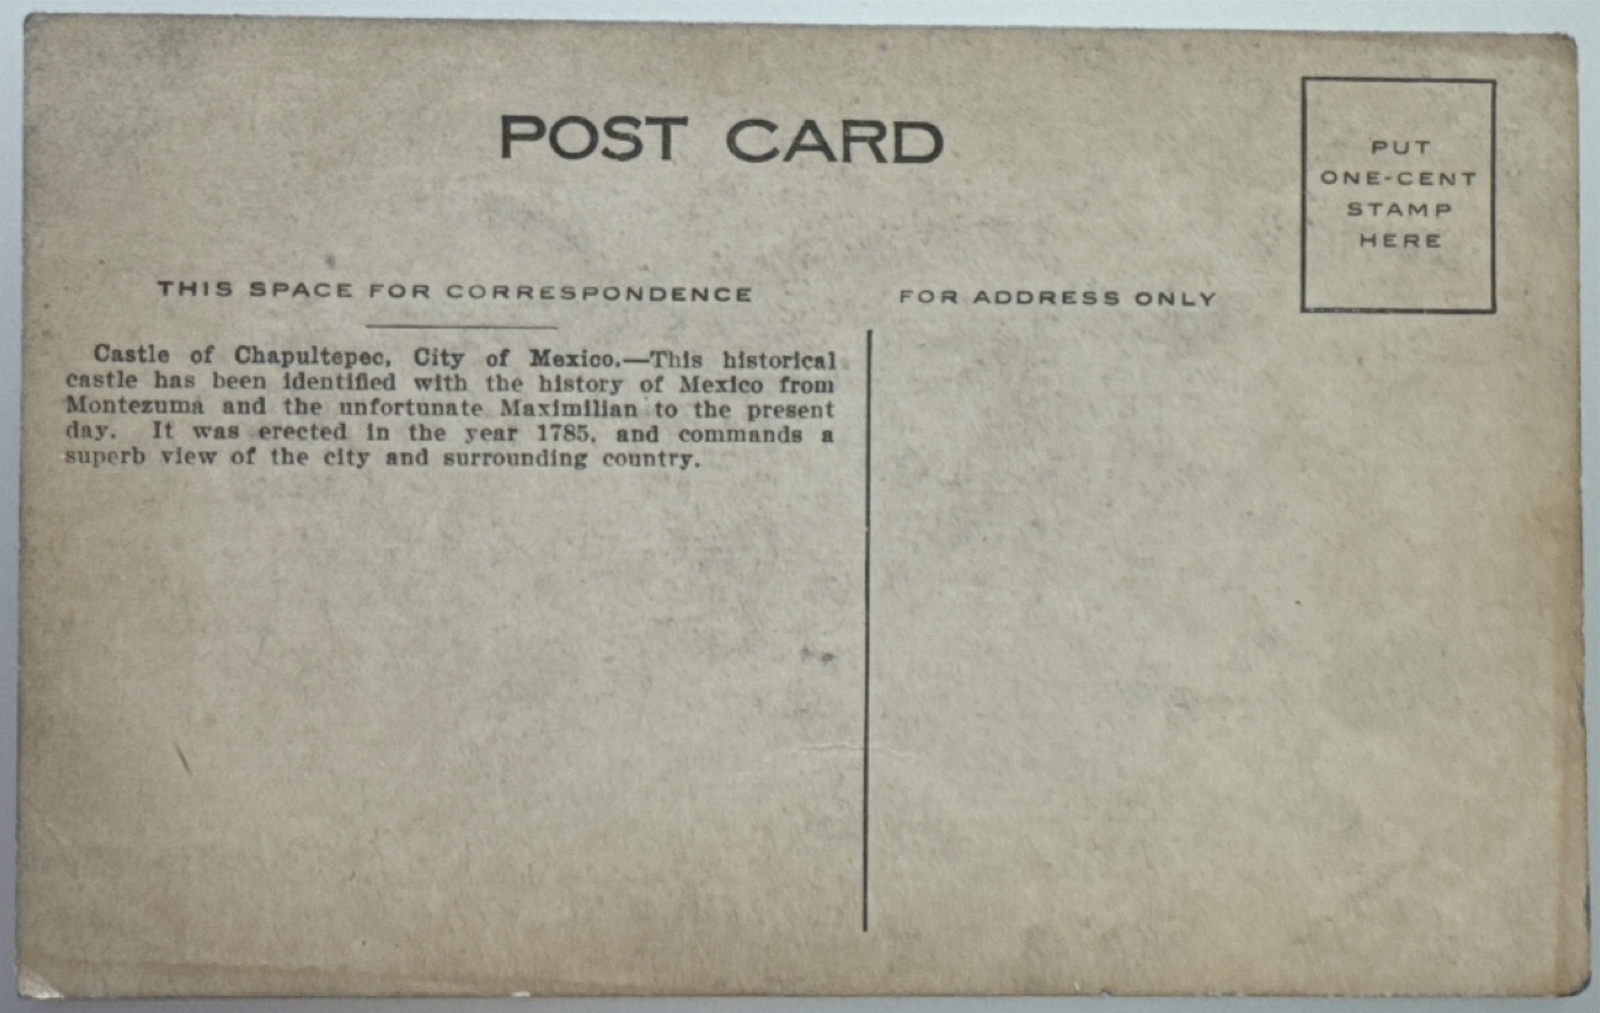 POST CARD
PUT
ONE-CENT
STAMP
HERE
THIS SPACE FOR CORRESPONDENCE
FOR ADDRESS ONLY
Castle of Chapultepec, City of Mexico.—This historical
castle has been identified with the history of Mexico from
Montezuma and the unfortunate Maximilian to the present
day. It was erected in the year 1785, and commands a
superb view of the city and surrounding country.